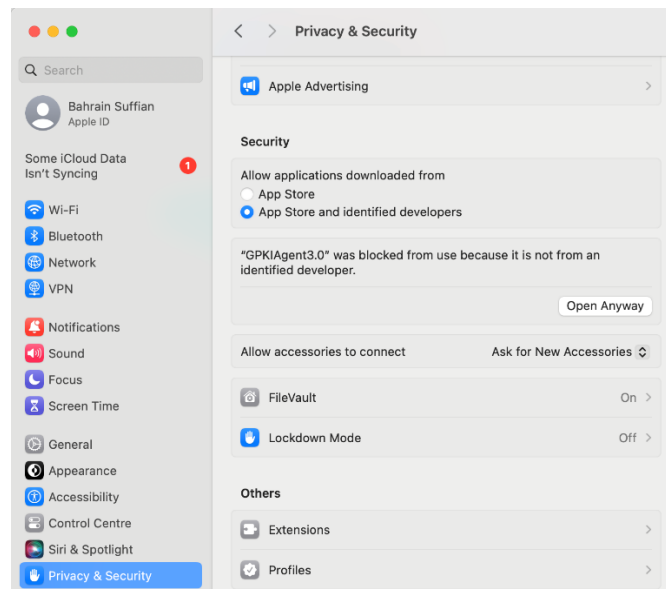 Privacy & Security
Search
Bahrain Suffian
Apple ID
Some iCloud Data
Isn't Syncing
1
Wi-Fi
Bluetooth
Network
VPN
Notifications
Sound
Focus
Screen Time
General
Appearance
Accessibility
Control Centre
Siri & Spotlight
Privacy & Security
Apple Advertising
Security
Allow applications downloaded from
App Store
App Store and identified developers
"GPKIAgent3.0" was blocked from use because it is not from an
identified developer.
Open Anyway
Allow accessories to connect
Ask for New Accessories
FileVault
On
Lockdown Mode
Off
Others
Extensions
Profiles